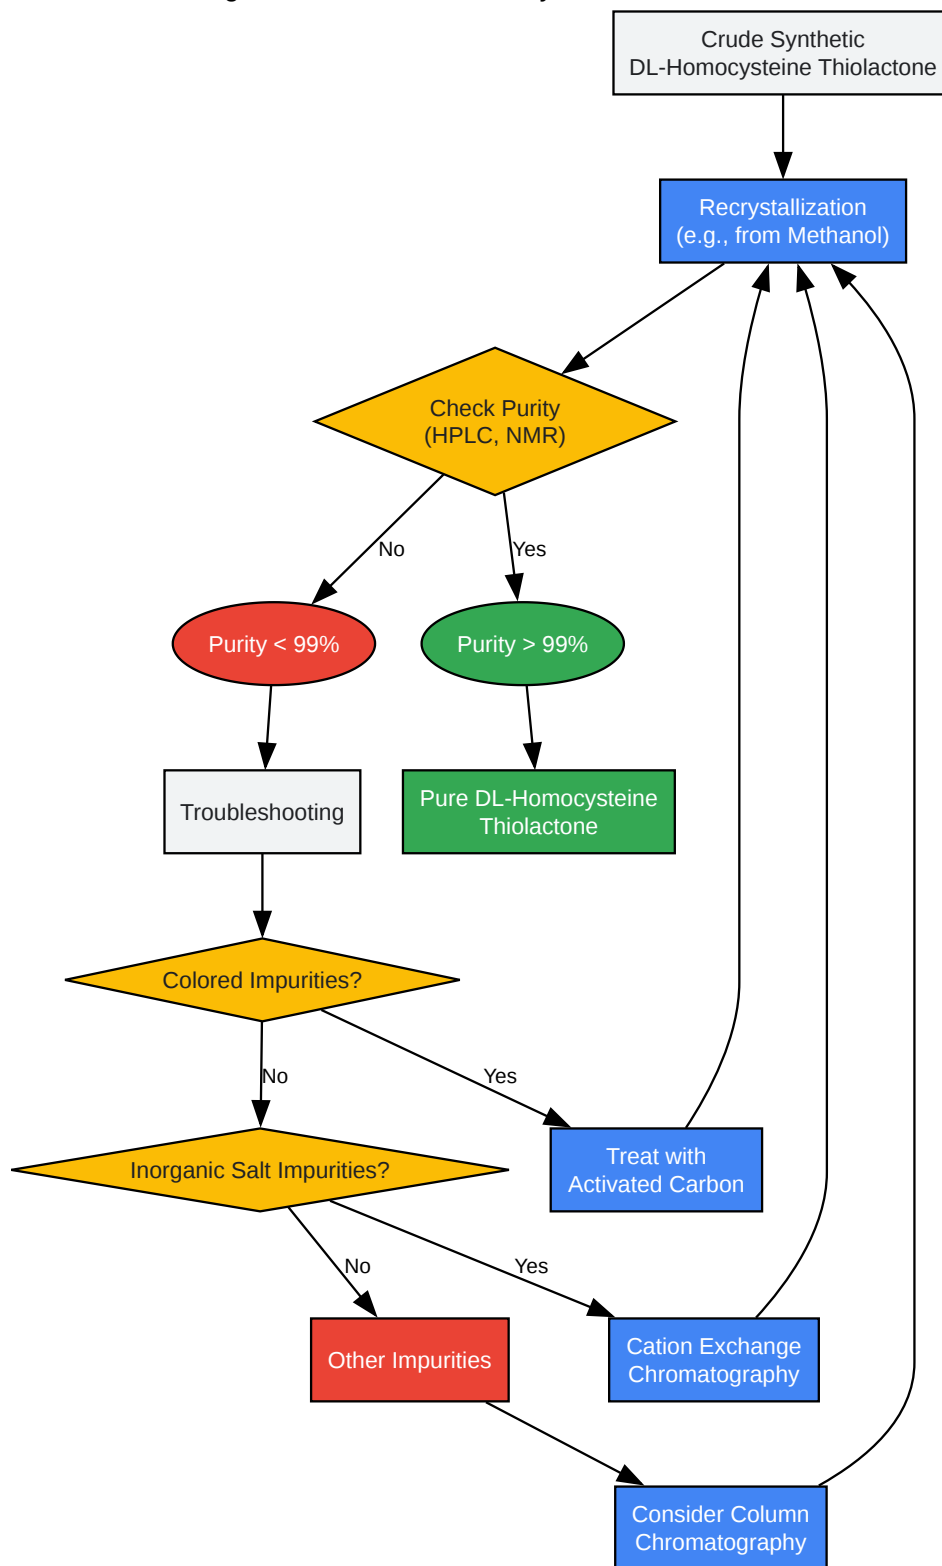 Crude Synthetic
DL-Homocysteine Thiolactone
Recrystallization
(e.g., from Methanol)
Check Purity
(HPLC, NMR)
No
Yes
Purity < 99%
Purity > 99%
Troubleshooting
Pure DL-Homocysteine
Thiolactone
Colored Impurities?
No
Yes
Treat with
Activated Carbon
Inorganic Salt Impurities?
No
Yes
Other Impurities
Cation Exchange
Chromatography
Consider Column
Chromatography